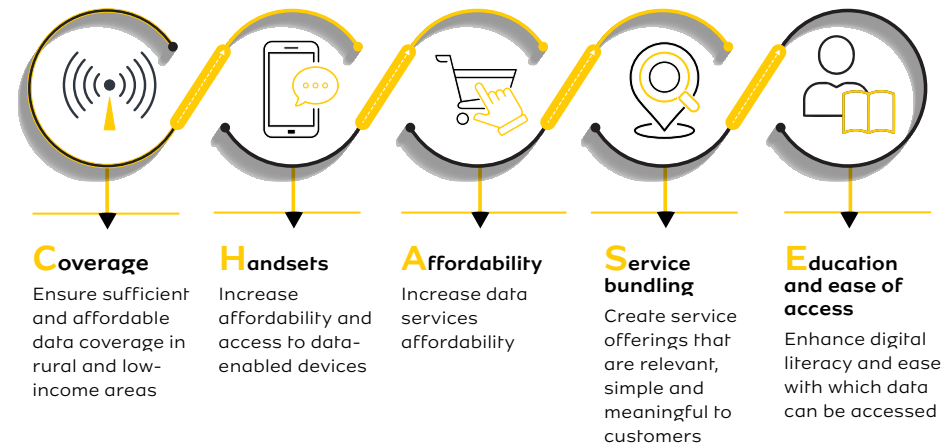 Coverage
Ensure sufficient
and affordable
data coverage in
rural and low-
income areas
Handsets
Increase
affordability and
access to data-
enabled devices
Affordability
Increase data
services
affordability
Service
bundling
Create service
offerings that
are relevant,
simple and
meaningful to
customers
Education
and ease of
access
Enhance digital
literacy and ease
with which data
can be accessed